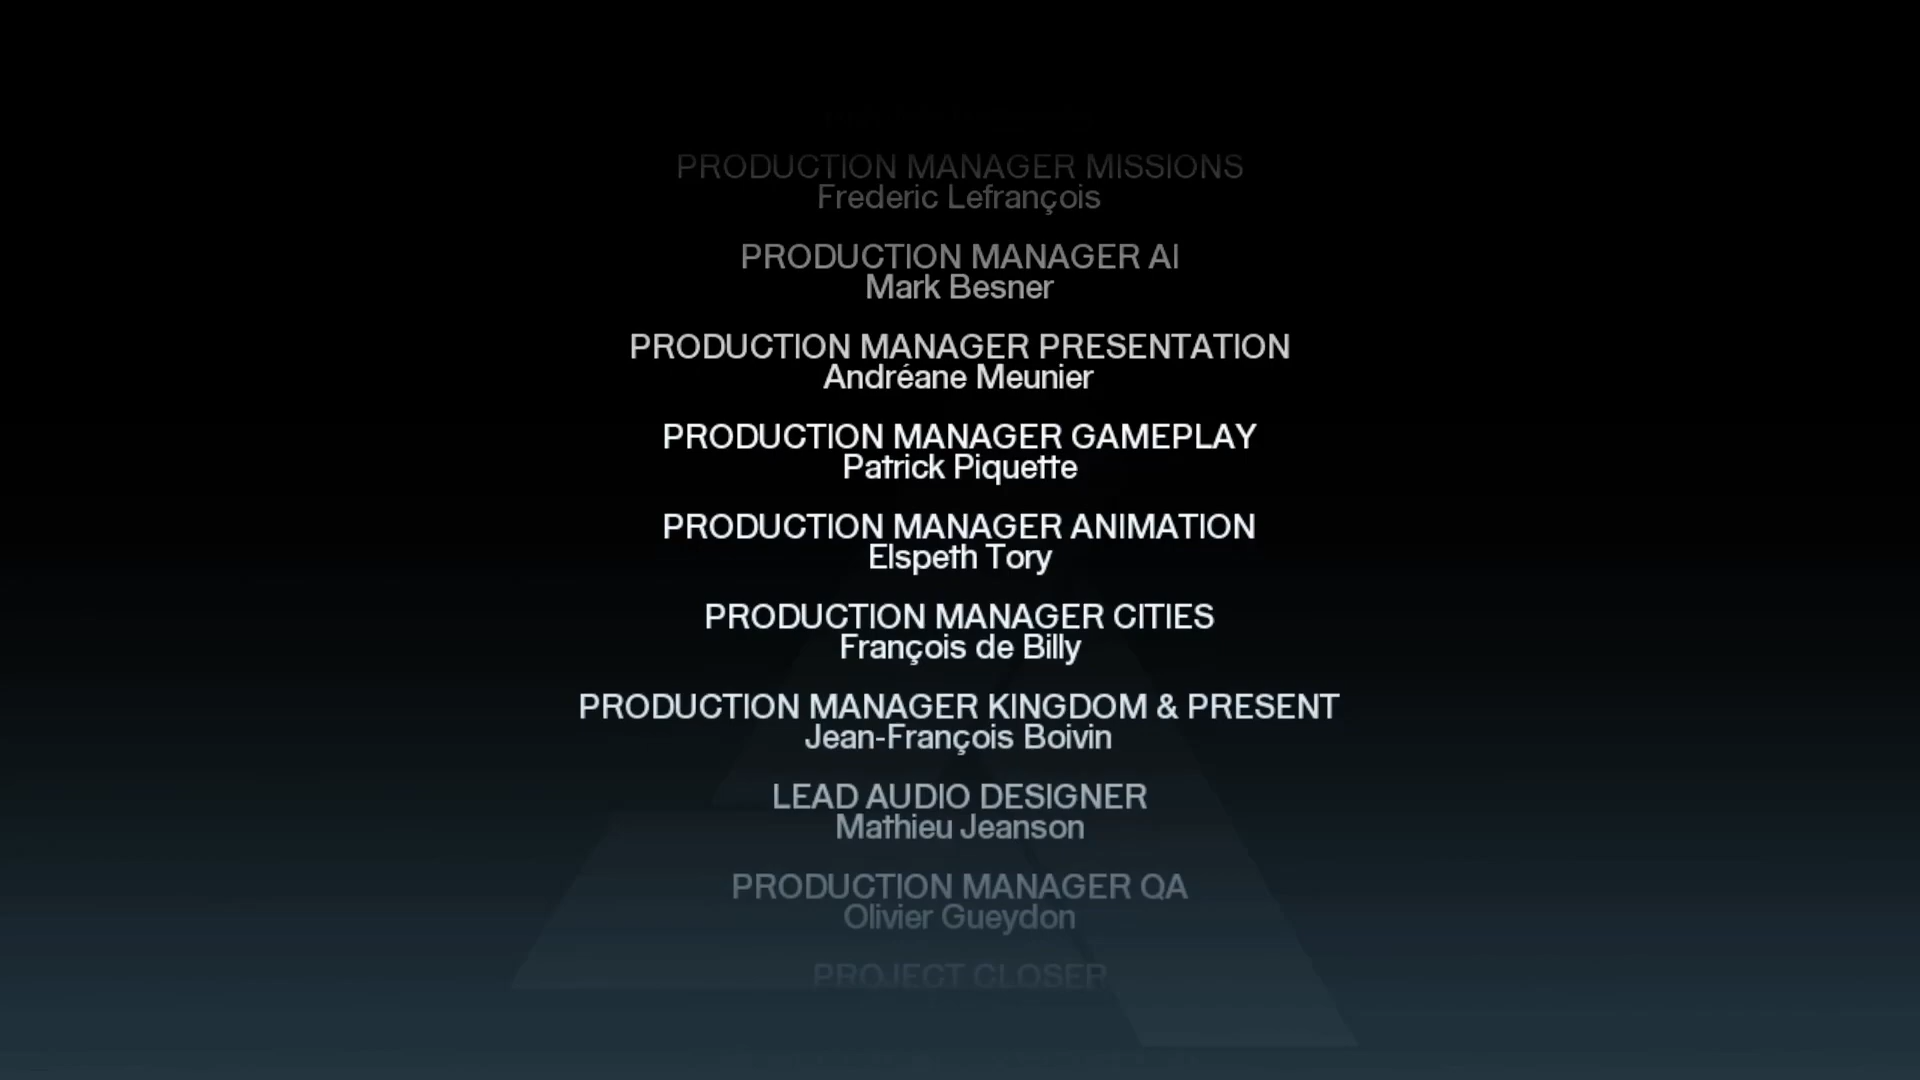 PRODUCTION MANAGER MISSIONS
Frederic Lefrançois
PRODUCTION MANAGER AI
Mark Besner
PRODUCTION MANAGER PRESENTATION
Andréane Meunier
PRODUCTION MANAGER GAMEPLAY
Patrick Piquette
PRODUCTION MANAGER ANIMATION
Elspeth Tory
PRODUCTION MANAGER CITIES
François de Billy
PRODUCTION MANAGER KINGDOM & PRESENT
Jean-François Boivin
LEAD AUDIO DESIGNER
Mathieu Jeanson
PRODUCTION MANAGER QA
Olivier Gueydon
PROJECT CLOSER